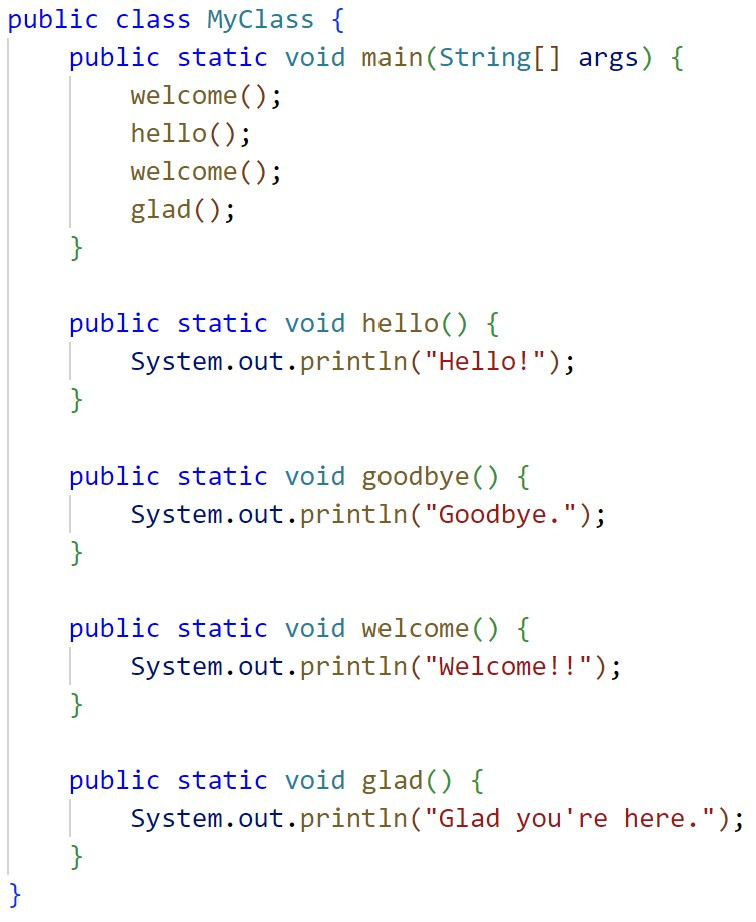 public class MyClass {
    public static void main(String[] args) {
        welcome();
        hello();
        welcome();
        glad();
    }

    public static void hello() {
        System.out.println("Hello!");
    }

    public static void goodbye() {
        System.out.println("Goodbye.");
    }

    public static void welcome() {
        System.out.println("Welcome!!");
    }

    public static void glad() {
        System.out.println("Glad you're here.");
    }
}